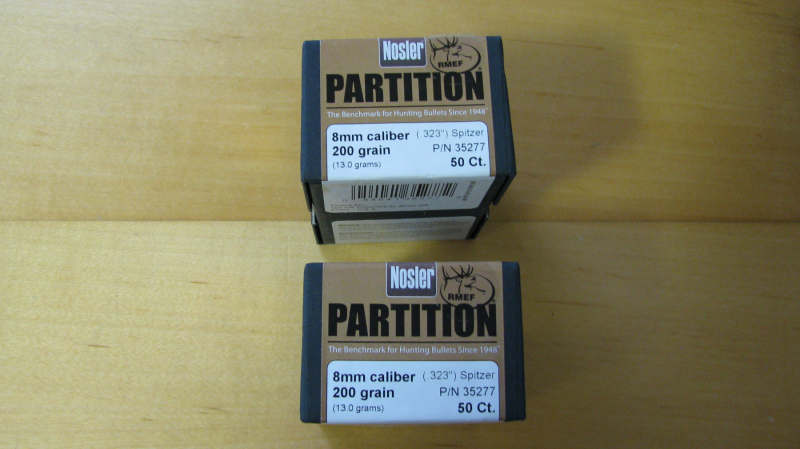 Nosler
RMEF
PARTITION
The Benchmark for Hunting Bullets Since 1948
8mm caliber (.323") Spitzer
200 grain P/N 35277
(13.0 grams) 50 Ct.
Nosler
RMEF
PARTITION
The Benchmark for Hunting Bullets Since 1948
8mm caliber (.323") Spitzer
200 grain P/N 35277
(13.0 grams) 50 Ct.